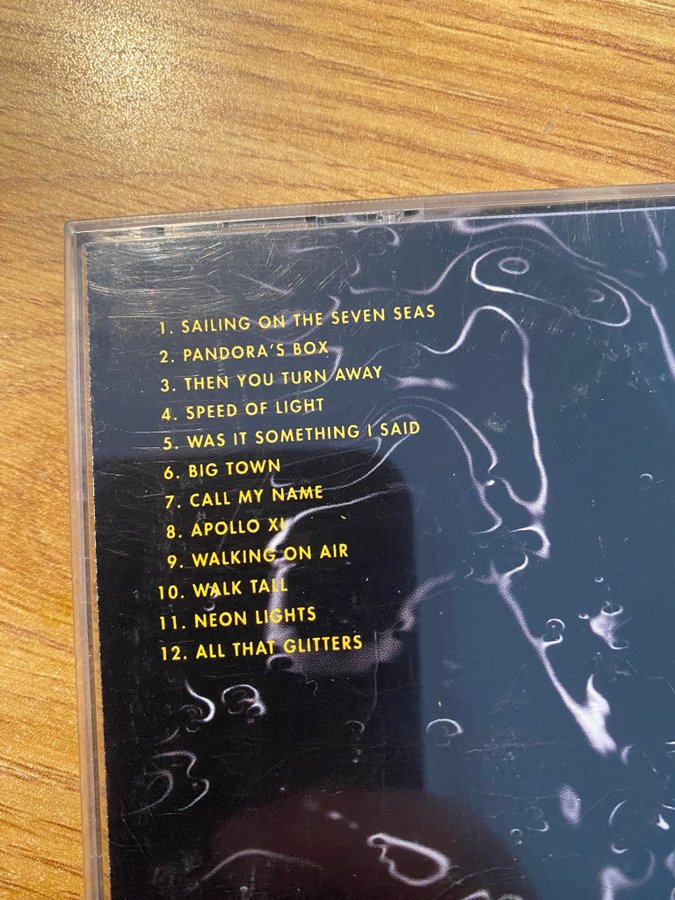 1. SAILING ON THE SEVEN SEAS
2. PANDORA'S BOX
3. THEN YOU TURN AWAY
4. SPEED OF LIGHT
5. WAS IT SOMETHING I SAID
6. BIG TOWN
7. CALL MY NAME
8. APOLLO XI
9. WALKING ON AIR
10. WALK TALL
11. NEON LIGHTS
12. ALL THAT GLITTERS